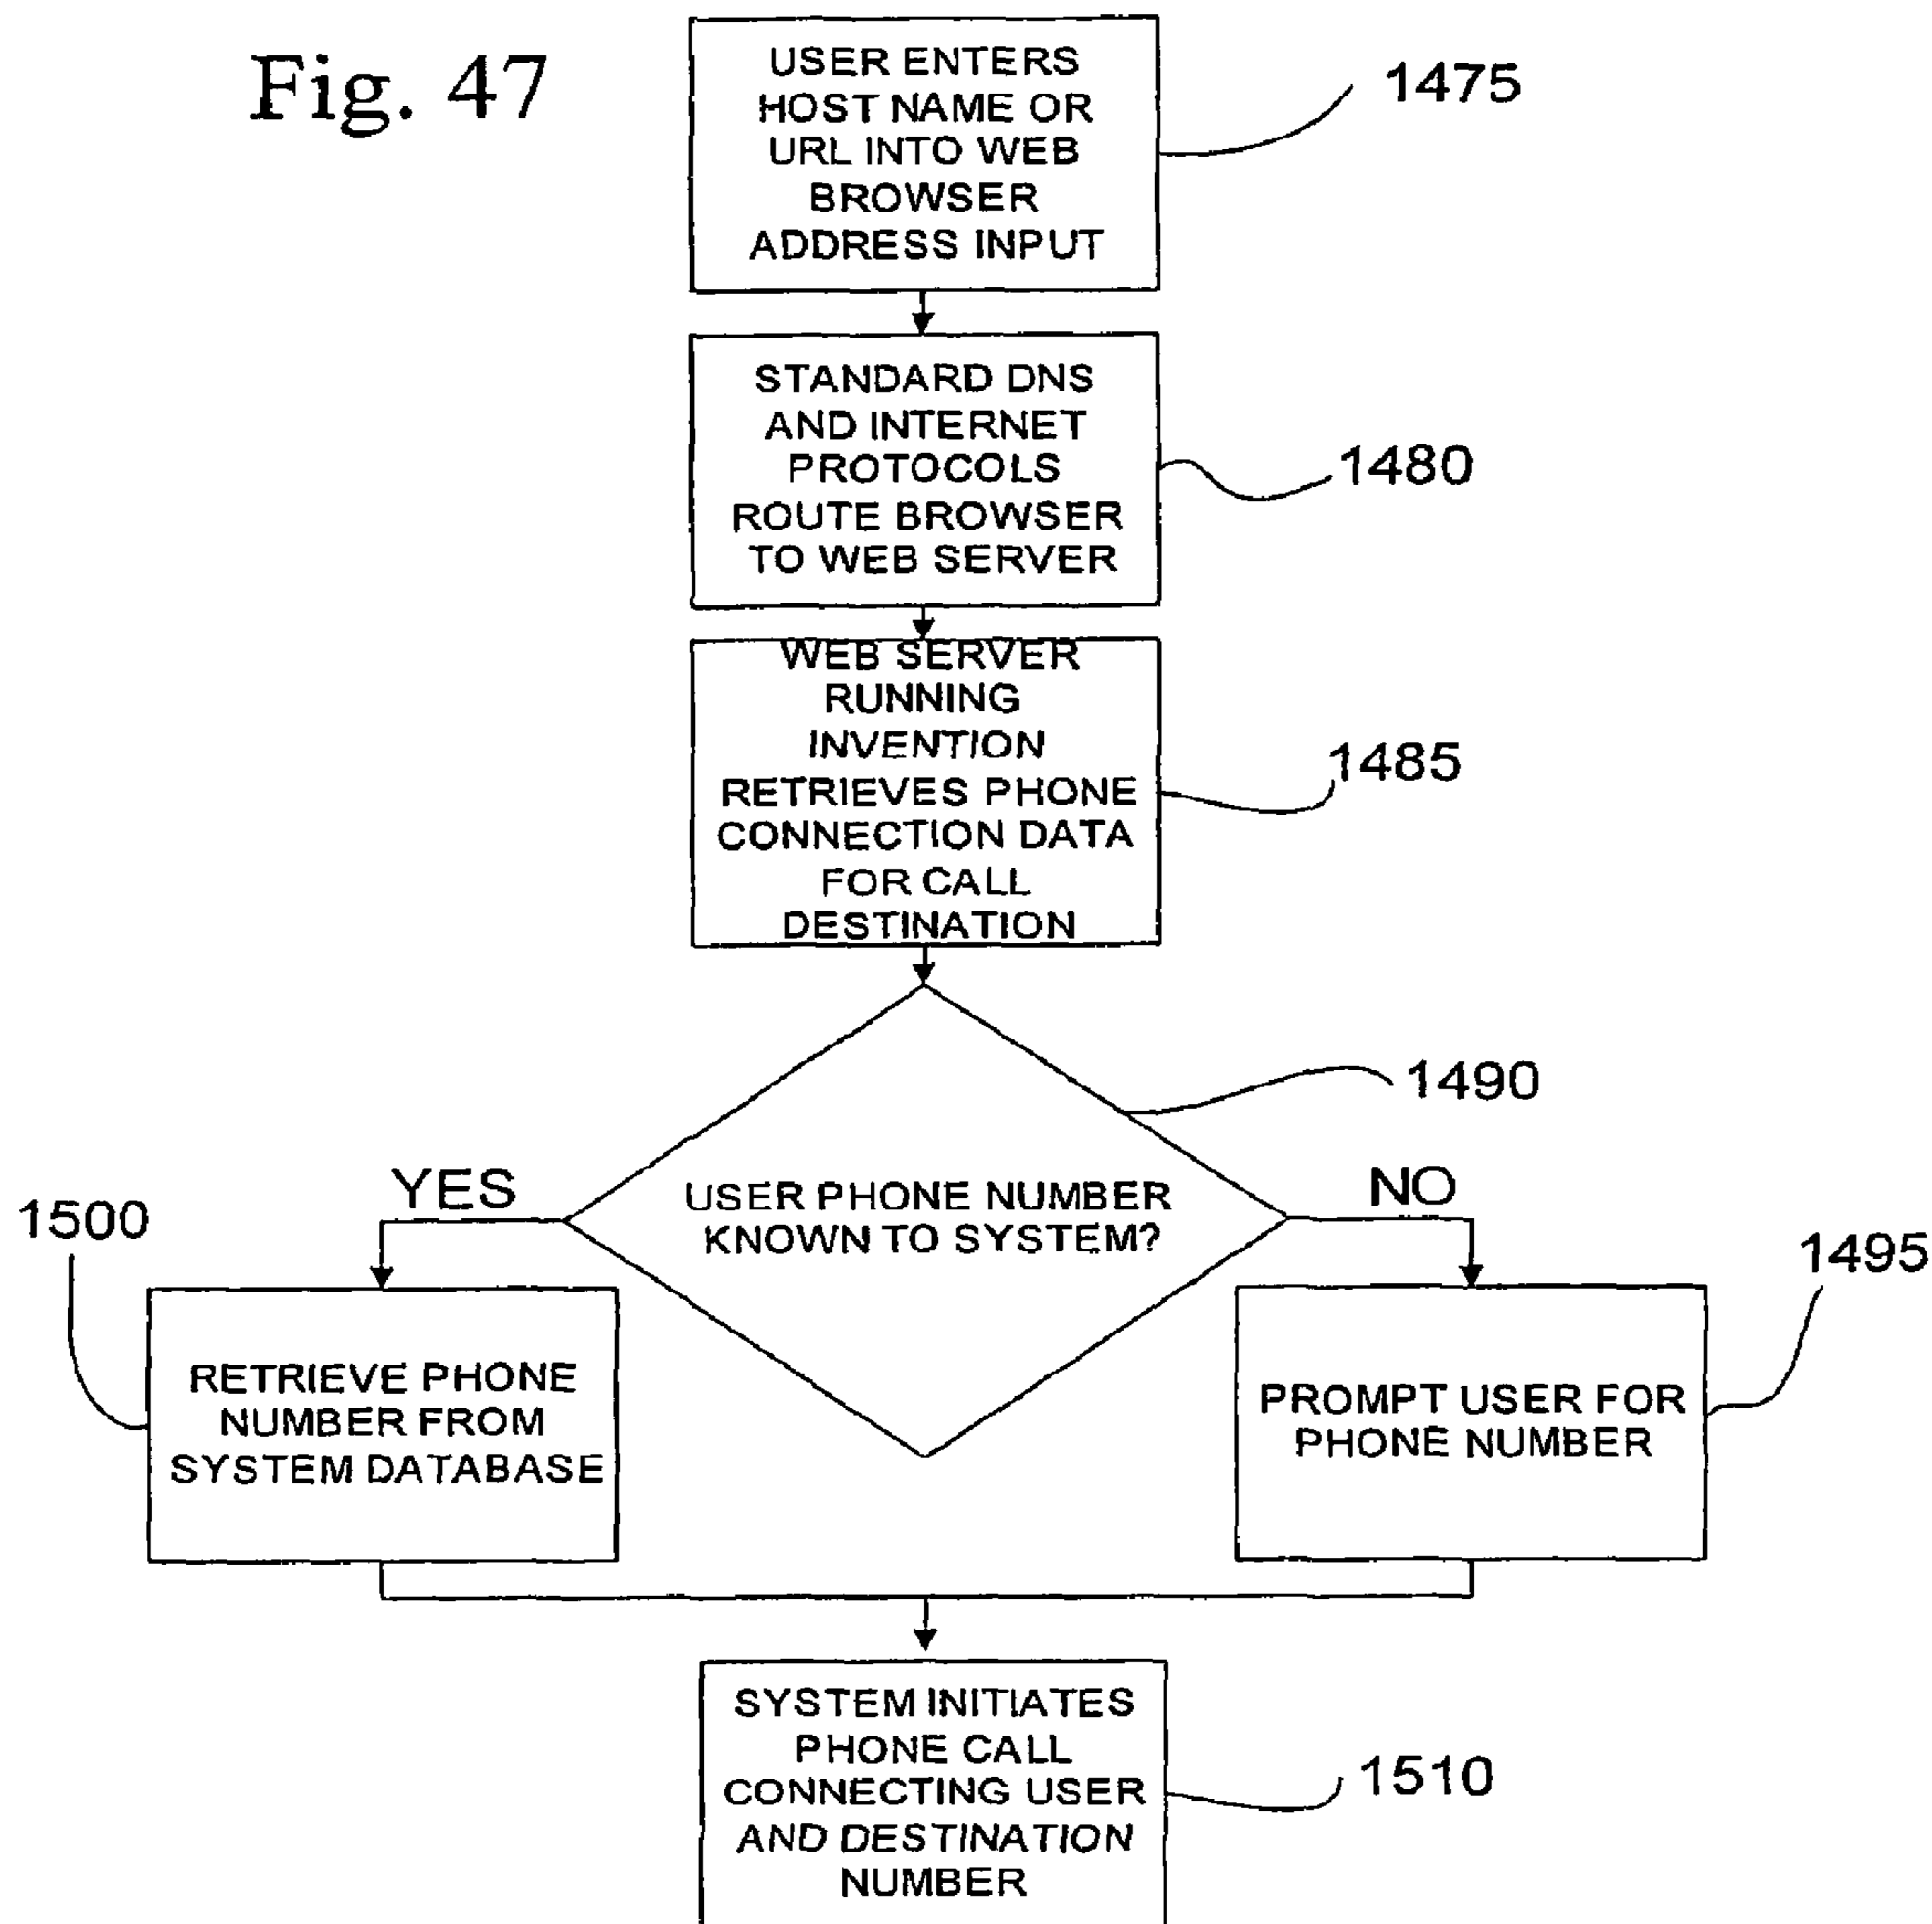 Fig. 47
USER ENTERS
HOST NAME OR
URL INTO WEB
BROWSER
ADDRESS INPUT
1475
STANDARD DNS
AND INTERNET
PROTOCOLS
ROUTE BROWSER
TO WEB SERVER
1480
WEB SERVER
RUNNING
INVENTION
RETRIEVES PHONE
CONNECTION DATA
FOR CALL
DESTINATION
1485
1490
USER PHONE NUMBER
KNOWN TO SYSTEM?
YES
NO
1500
RETRIEVE PHONE
NUMBER FROM
SYSTEM DATABASE
1495
PROMPT USER FOR
PHONE NUMBER
SYSTEM INITIATES
PHONE CALL
CONNECTING USER
AND DESTINATION
NUMBER
1510